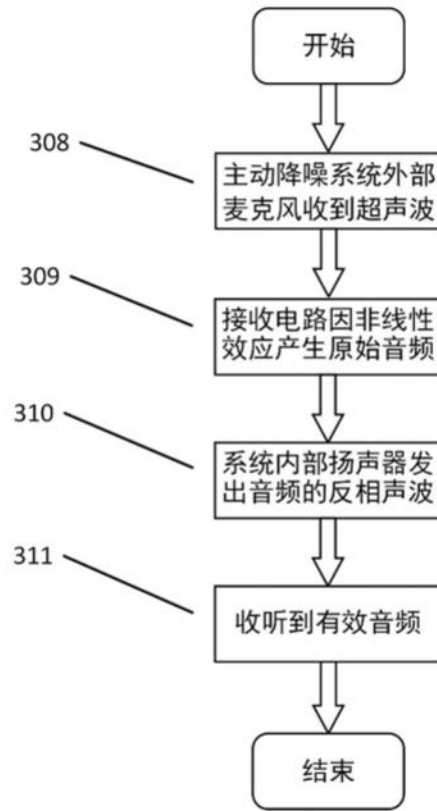 开始
308
主动降噪系统外部
麦克风收到超声波
309
接收电路因非线性
效应产生原始音频
310
系统内部扬声器发
出音频的反相声波
311
收听到有效音频
结束